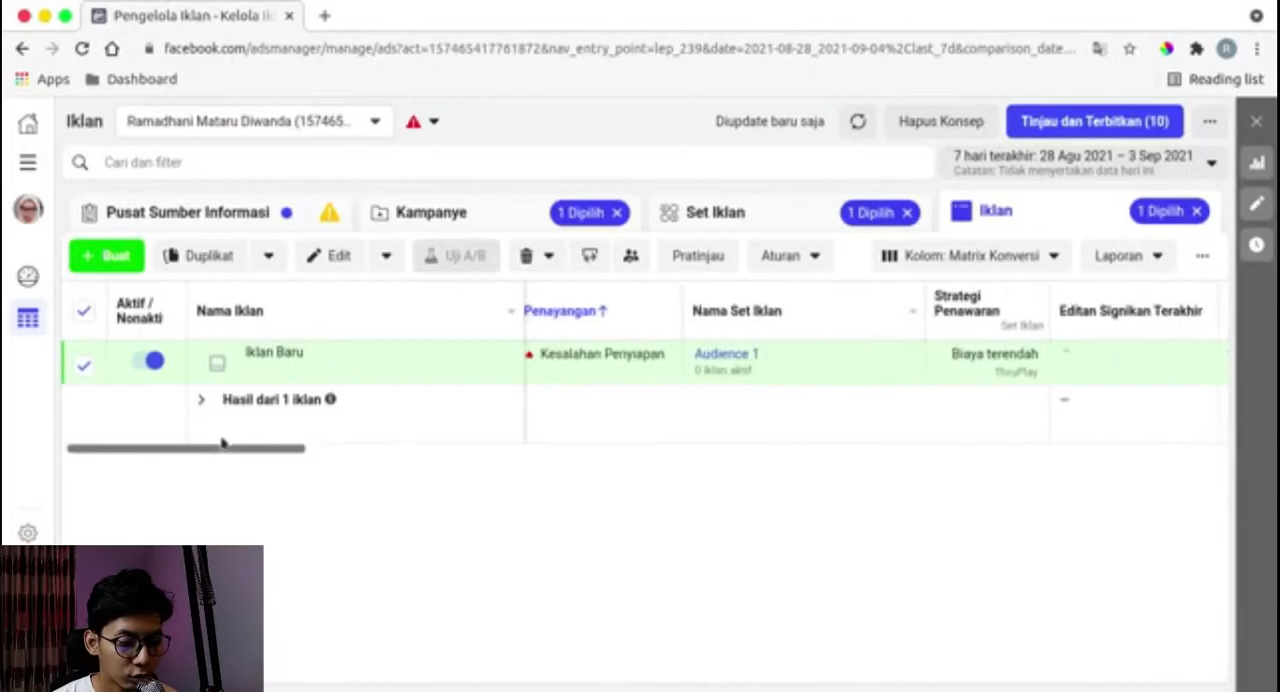 Pengelola Iklan - Kelola Ikl
facebook.com/adsmanager/manage/ads?act=157465417761872&nav_entry_point=lep_239&date=2021-08-28_2021-09-04%2Clast_7d&comparison_date...
R
Apps
Dashboard
Reading list
Iklan
Ramadhani Mataru Diwanda (157465...
Diupdate baru saja
Hapus Konsep
Tinjau dan Terbitkan (10)
Cari dan filter
7 hari terakhir: 28 Agu 2021 – 3 Sep 2021
Catatan: Tidak menyertakan data hari ini
Pusat Sumber Informasi
Kampanye
1 Dipilih
Set Iklan
1 Dipilih
Iklan
1 Dipilih
+ Buat
Duplikat
Edit
Uji A/B
Pratinjau
Aturan
Kolom: Matrix Konversi
Laporan
Aktif / Nonakti
Nama Iklan
Penayangan ↑
Nama Set Iklan
Strategi Penawaran
Set Iklan
Editan Signikan Terakhir
Iklan Baru
Kesalahan Penyiapan
Audience 1
0 iklan aktif
Biaya terendah
ThruPlay
Hasil dari 1 iklan